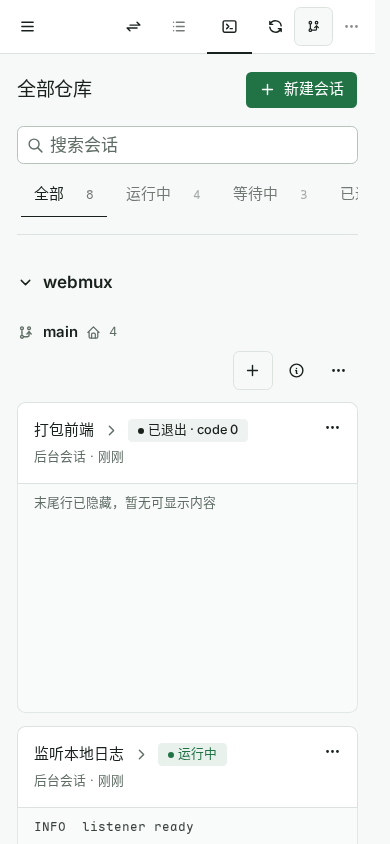 全部仓库
新建会话
搜索会话
全部 8 运行中 4 等待中 3
webmux
main 4
打包前端 已退出 · code 0
后台会话 · 刚刚
末尾行已隐藏，暂无可显示内容
监听本地日志 运行中
后台会话 · 刚刚
INFO  listener ready